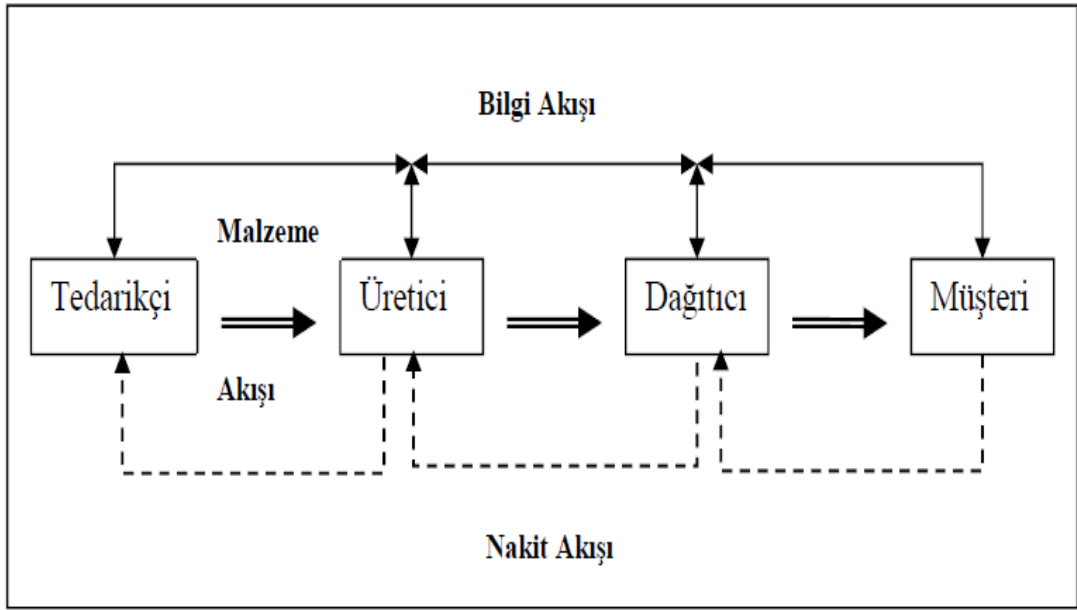 Bilgi Akışı
Malzeme
Tedarikçi
Üretici
Dağıtıcı
Müşteri
Akışı
Nakit Akışı